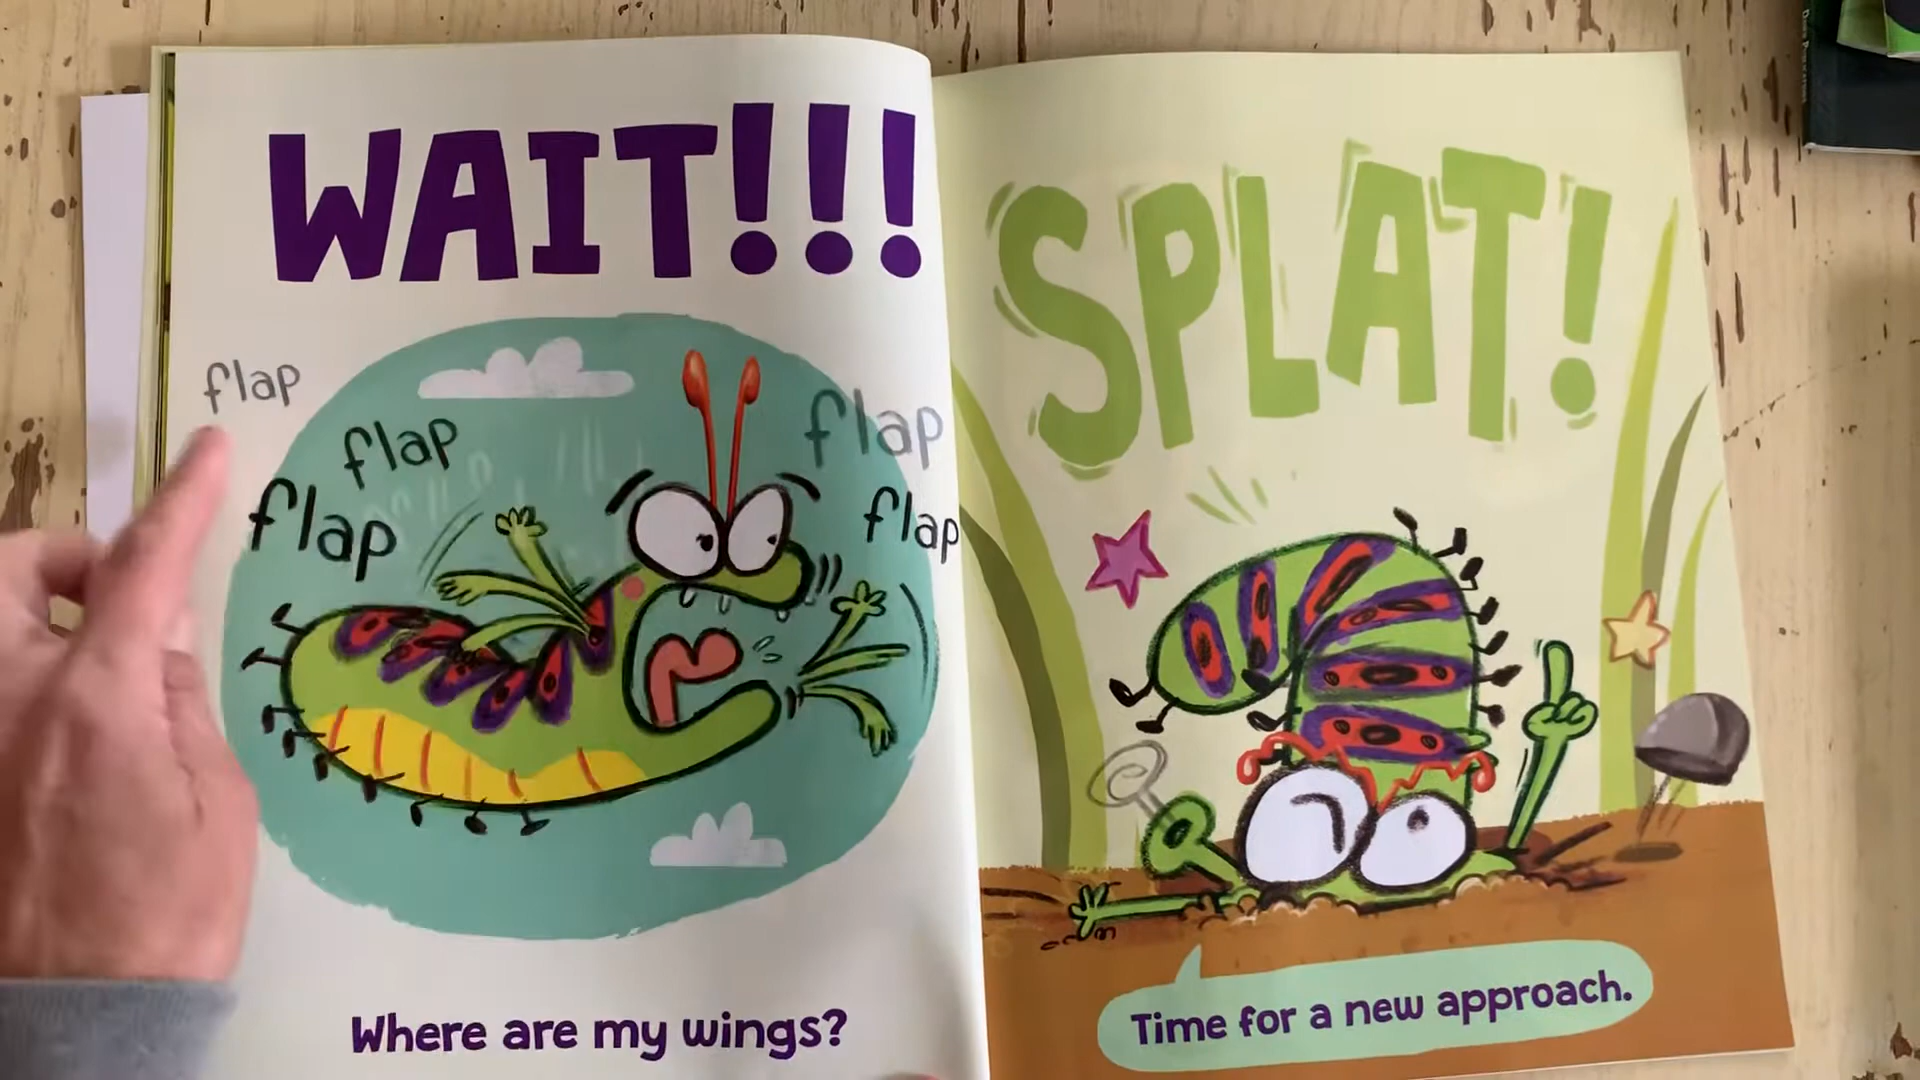 WAIT!!!
flap
flap
flap
flap
flap
Where are my wings?
SPLAT!
Time for a new approach.